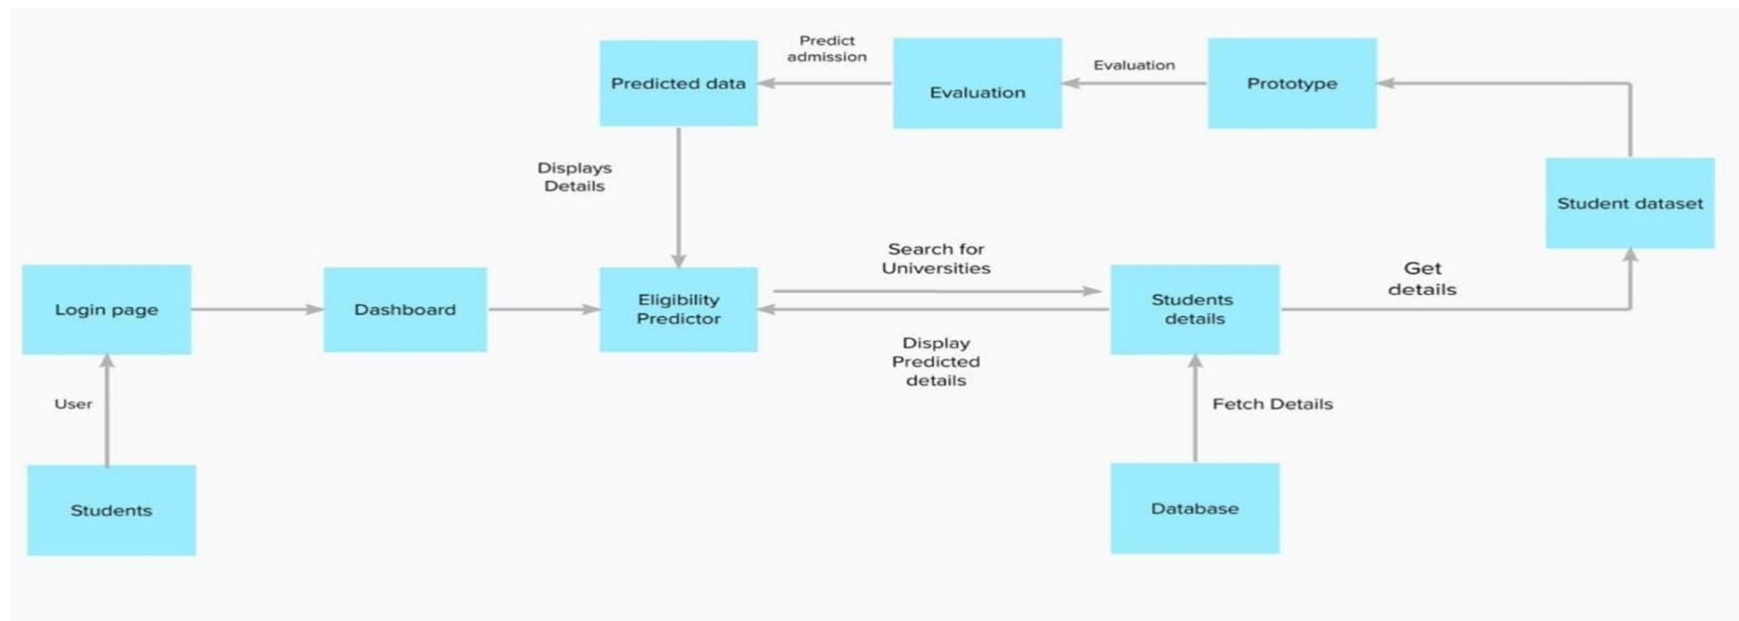 Predict
admission
Evaluation
Predicted data
Evaluation
Prototype
Displays
Details
Student dataset
Search for
Universities
Get
details
Login page
Dashboard
Eligibility
Predictor
Students
details
Display
Predicted
details
User
Fetch Details
Students
Database